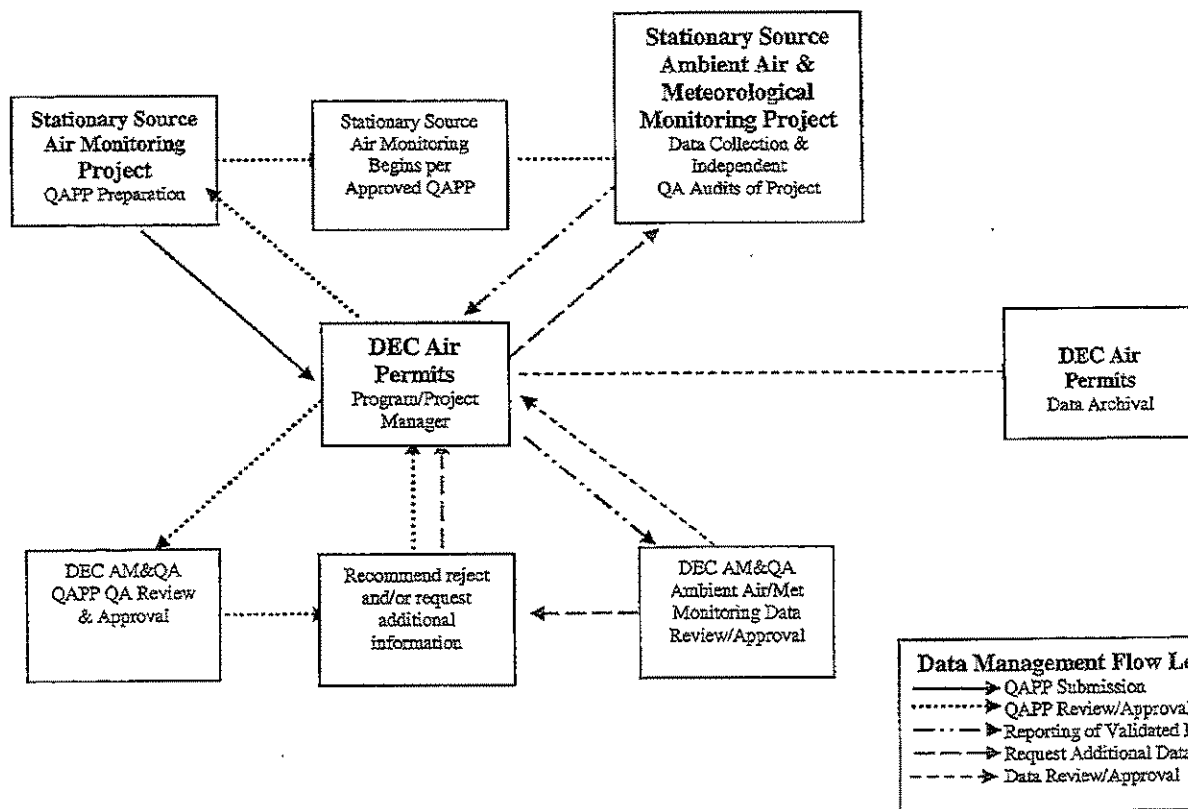 Stationary Source
Air Monitoring
Project
QAPP Preparation
Stationary Source
Air Monitoring
Begins per
Approved QAPP
Stationary Source
Ambient Air &
Meteorological
Monitoring Project
Data Collection &
Independent
QA Audits of Project
DEC Air
Permits
Program/Project
Manager
DEC Air
Permits
Data Archival
DEC AM&QA
QAPP QA Review
& Approval
Recommend reject
and/or request
additional
information
DEC AM&QA
Ambient Air/Met
Monitoring Data
Review/Approval
Data Management Flow
QAPP Submission
QAPP Review/Approval
Reporting of Validated
Request Additional Data
Data Review/Approval